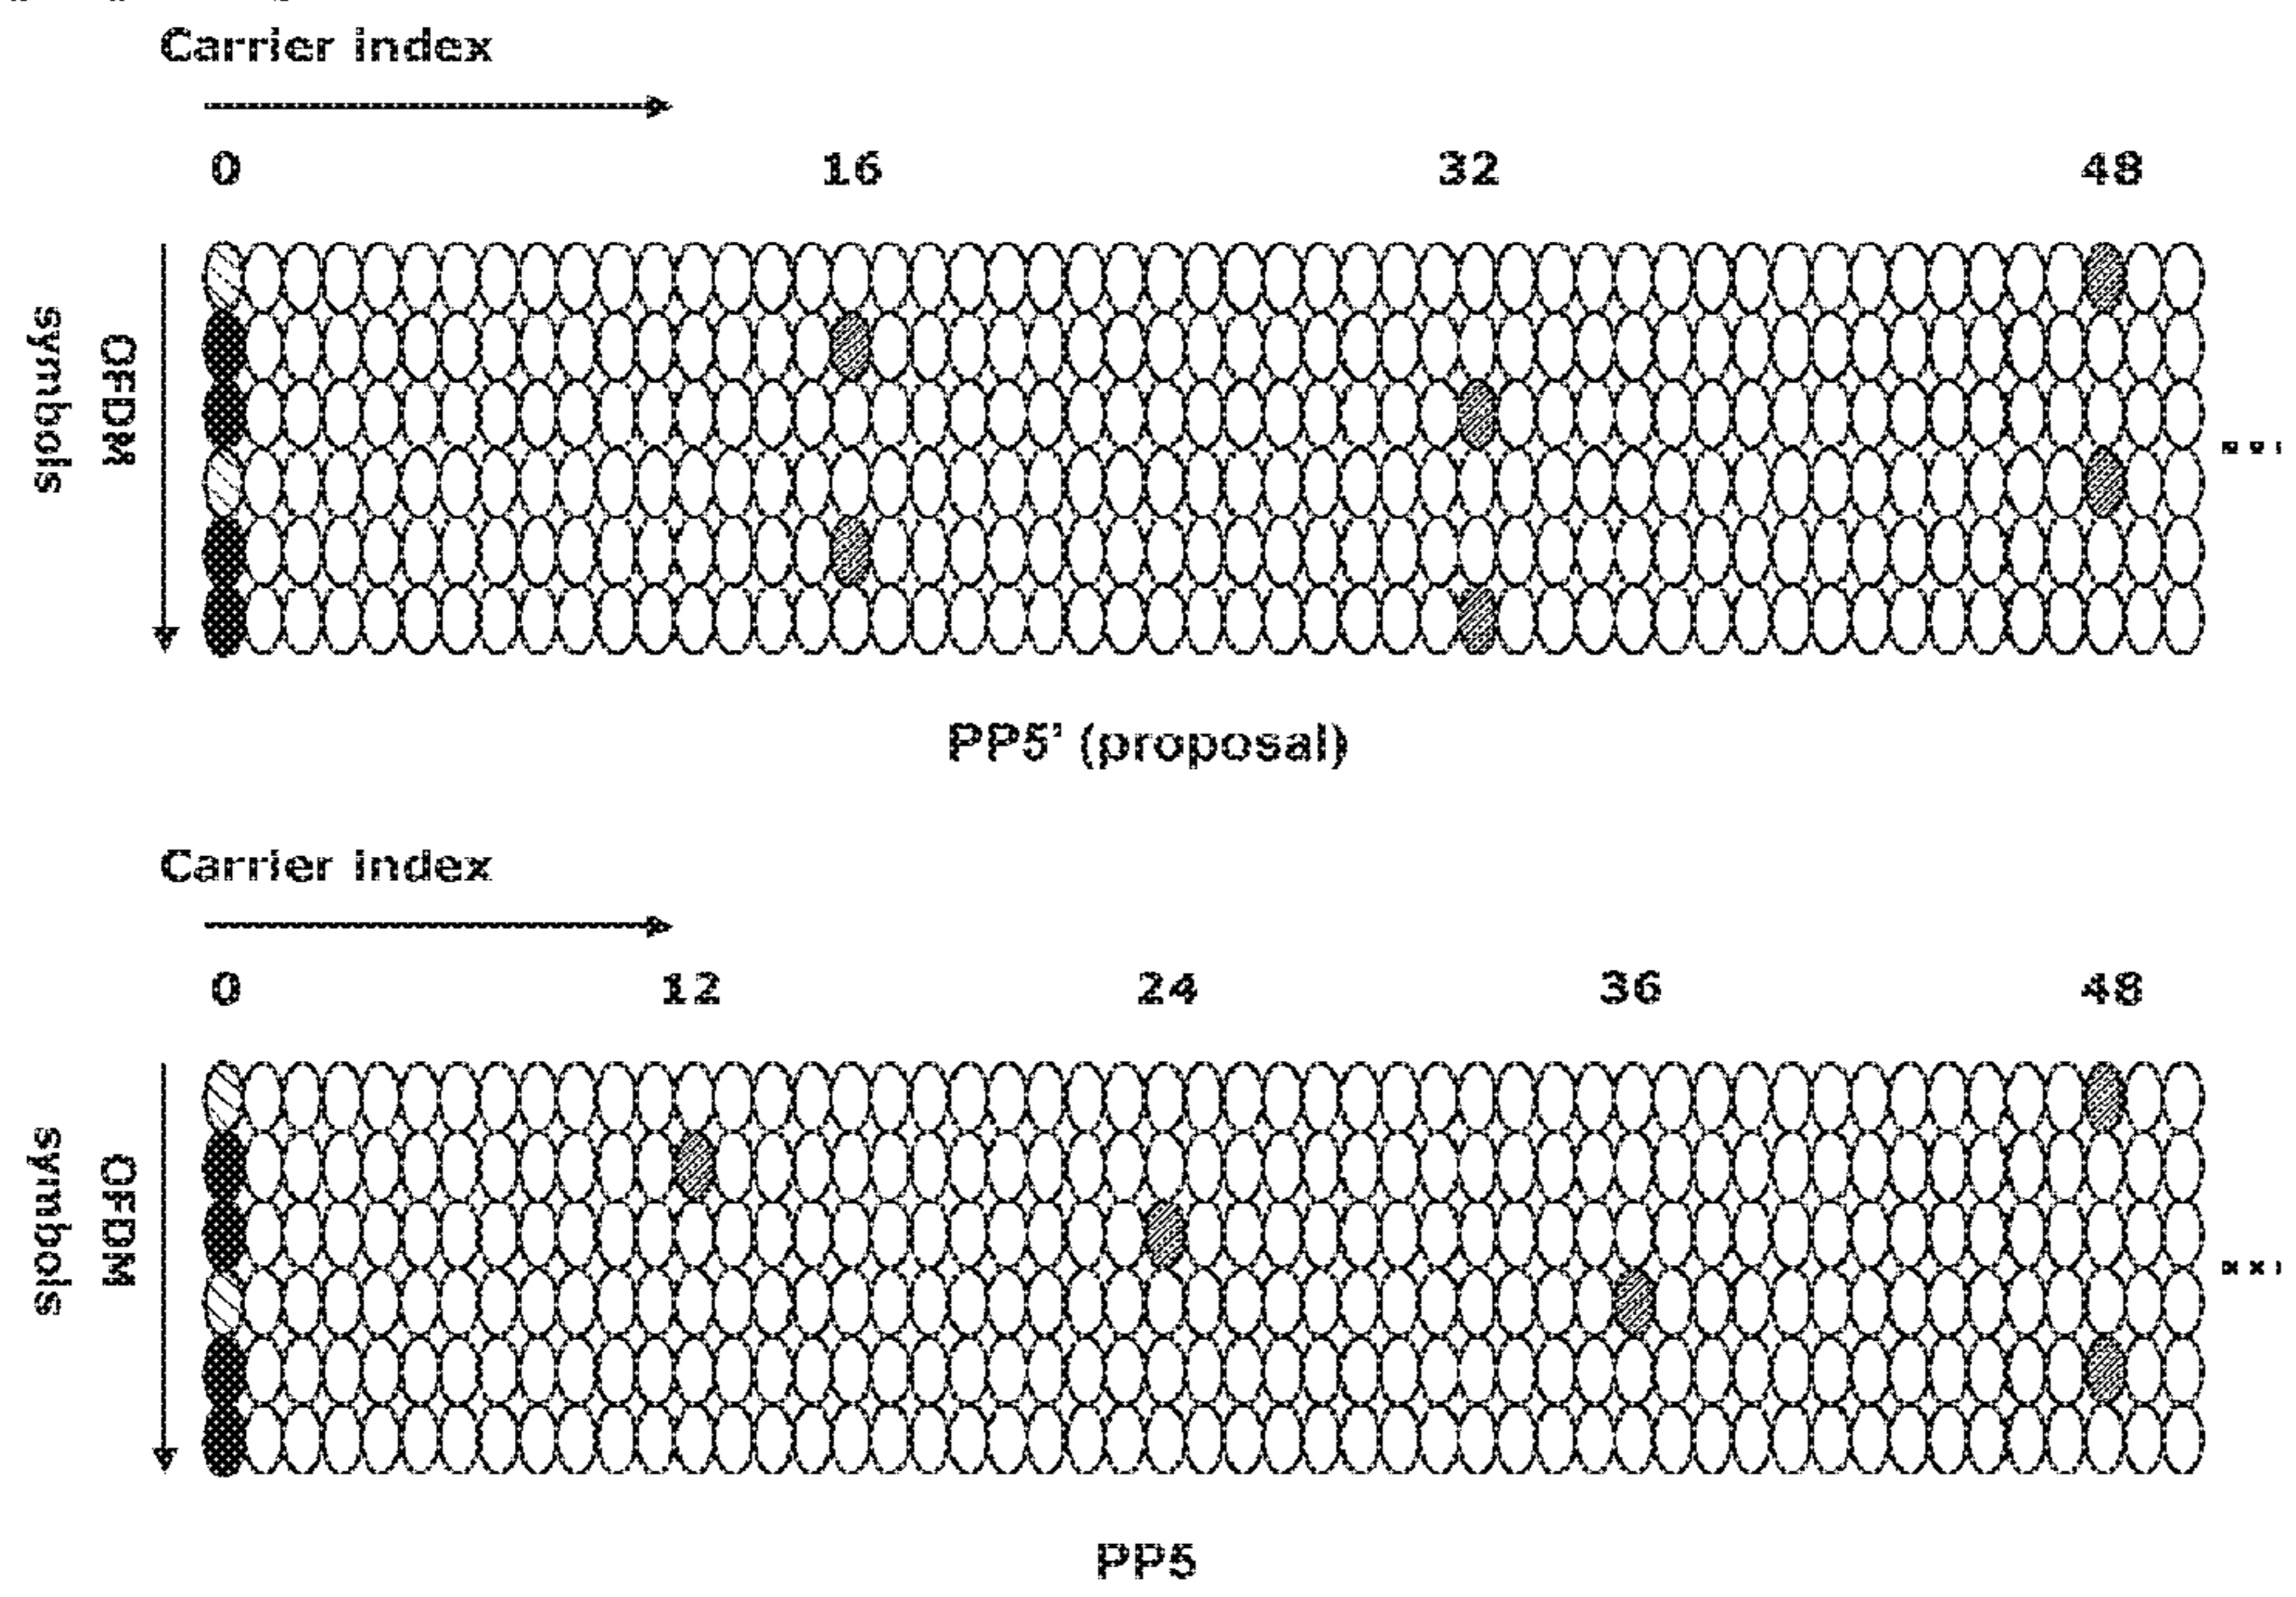 Carrier index
0 16 32 48
OFDM
symbols
PP5' (proposal)
Carrier index
0 12 24 36 48
OFDM
symbols
PP5